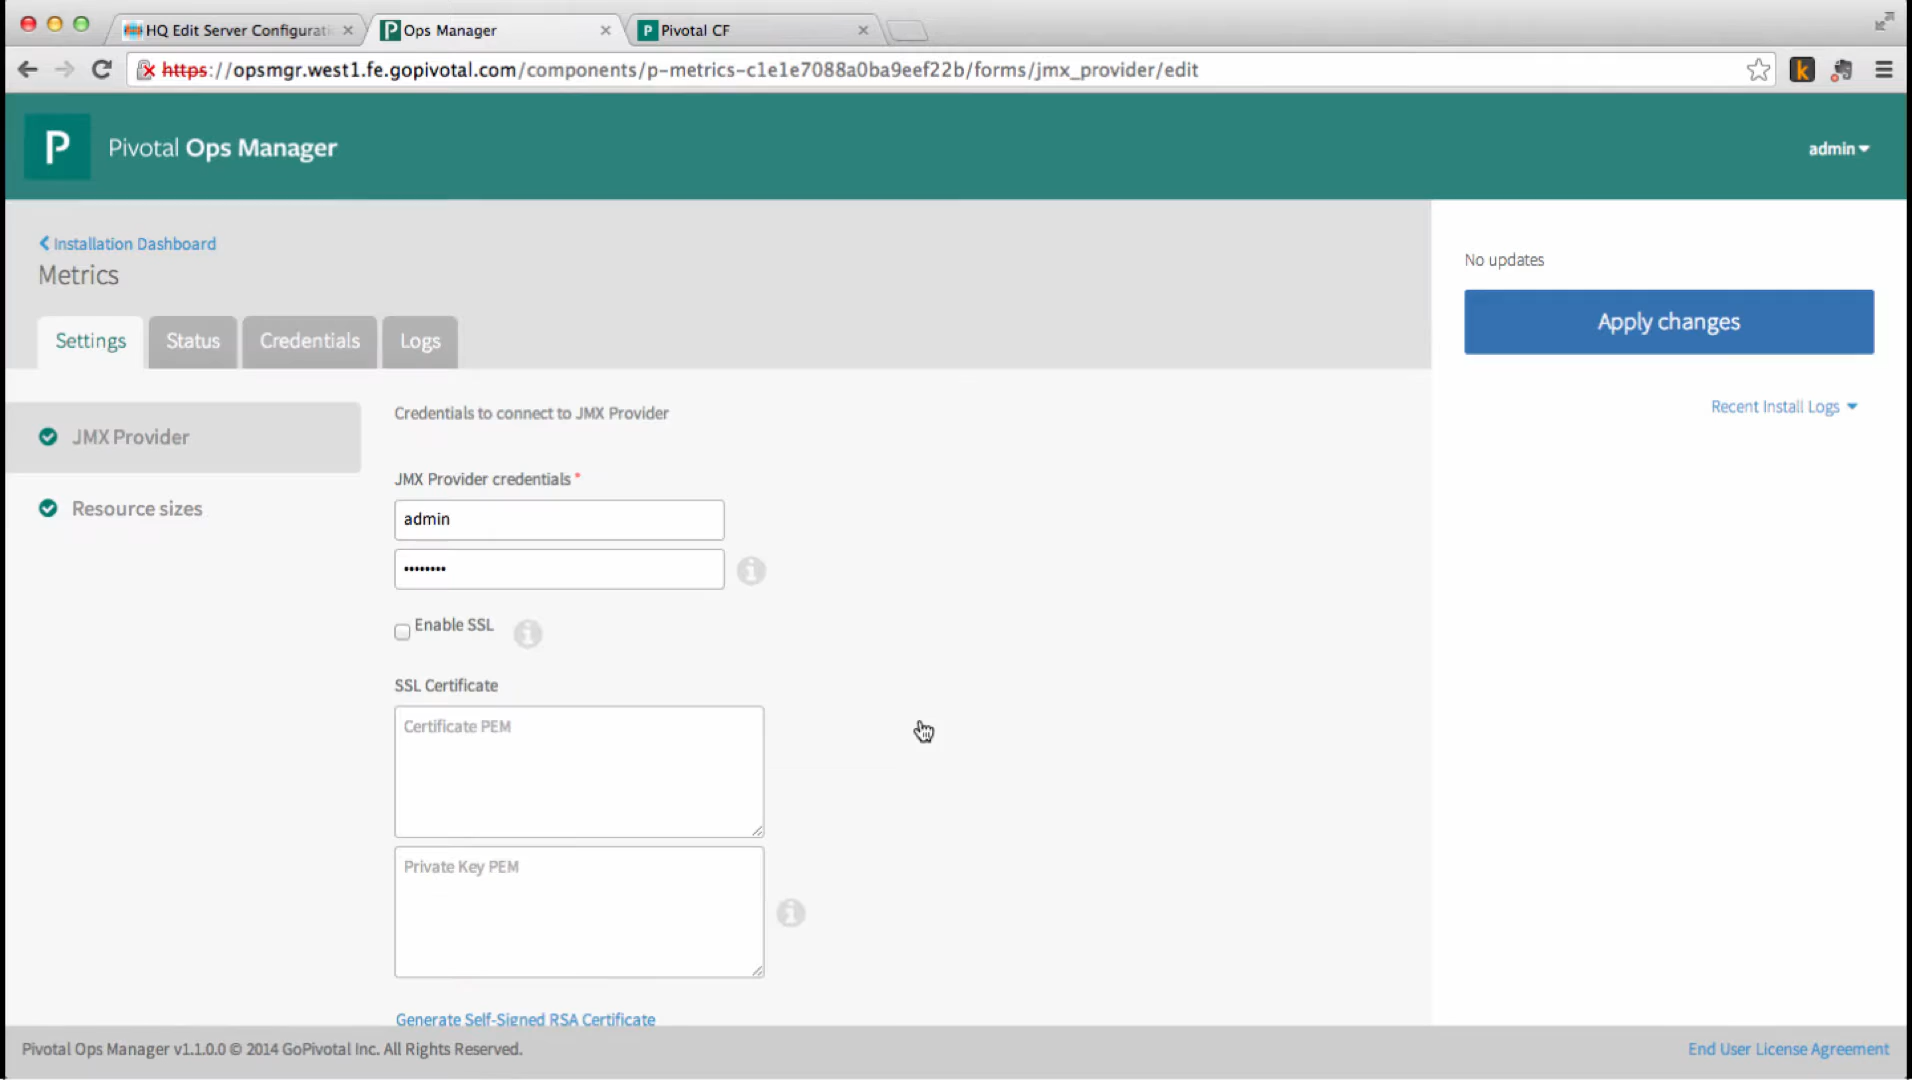 HQ Edit Server Configurati
Ops Manager
Pivotal CF
https://opsmgr.west1.fe.gopivotal.com/components/p-metrics-c1e1e7088a0ba9eef22b/forms/jmx_provider/edit
P Pivotal Ops Manager
admin
Installation Dashboard
Metrics
Settings
Status
Credentials
Logs
No updates
Apply changes
Recent Install Logs
JMX Provider
Resource sizes
Credentials to connect to JMX Provider
JMX Provider credentials *
admin
••••••••
Enable SSL
SSL Certificate
Certificate PEM
Private Key PEM
Generate Self-Signed RSA Certificate
Pivotal Ops Manager v1.1.0.0 © 2014 GoPivotal Inc. All Rights Reserved.
End User License Agreement